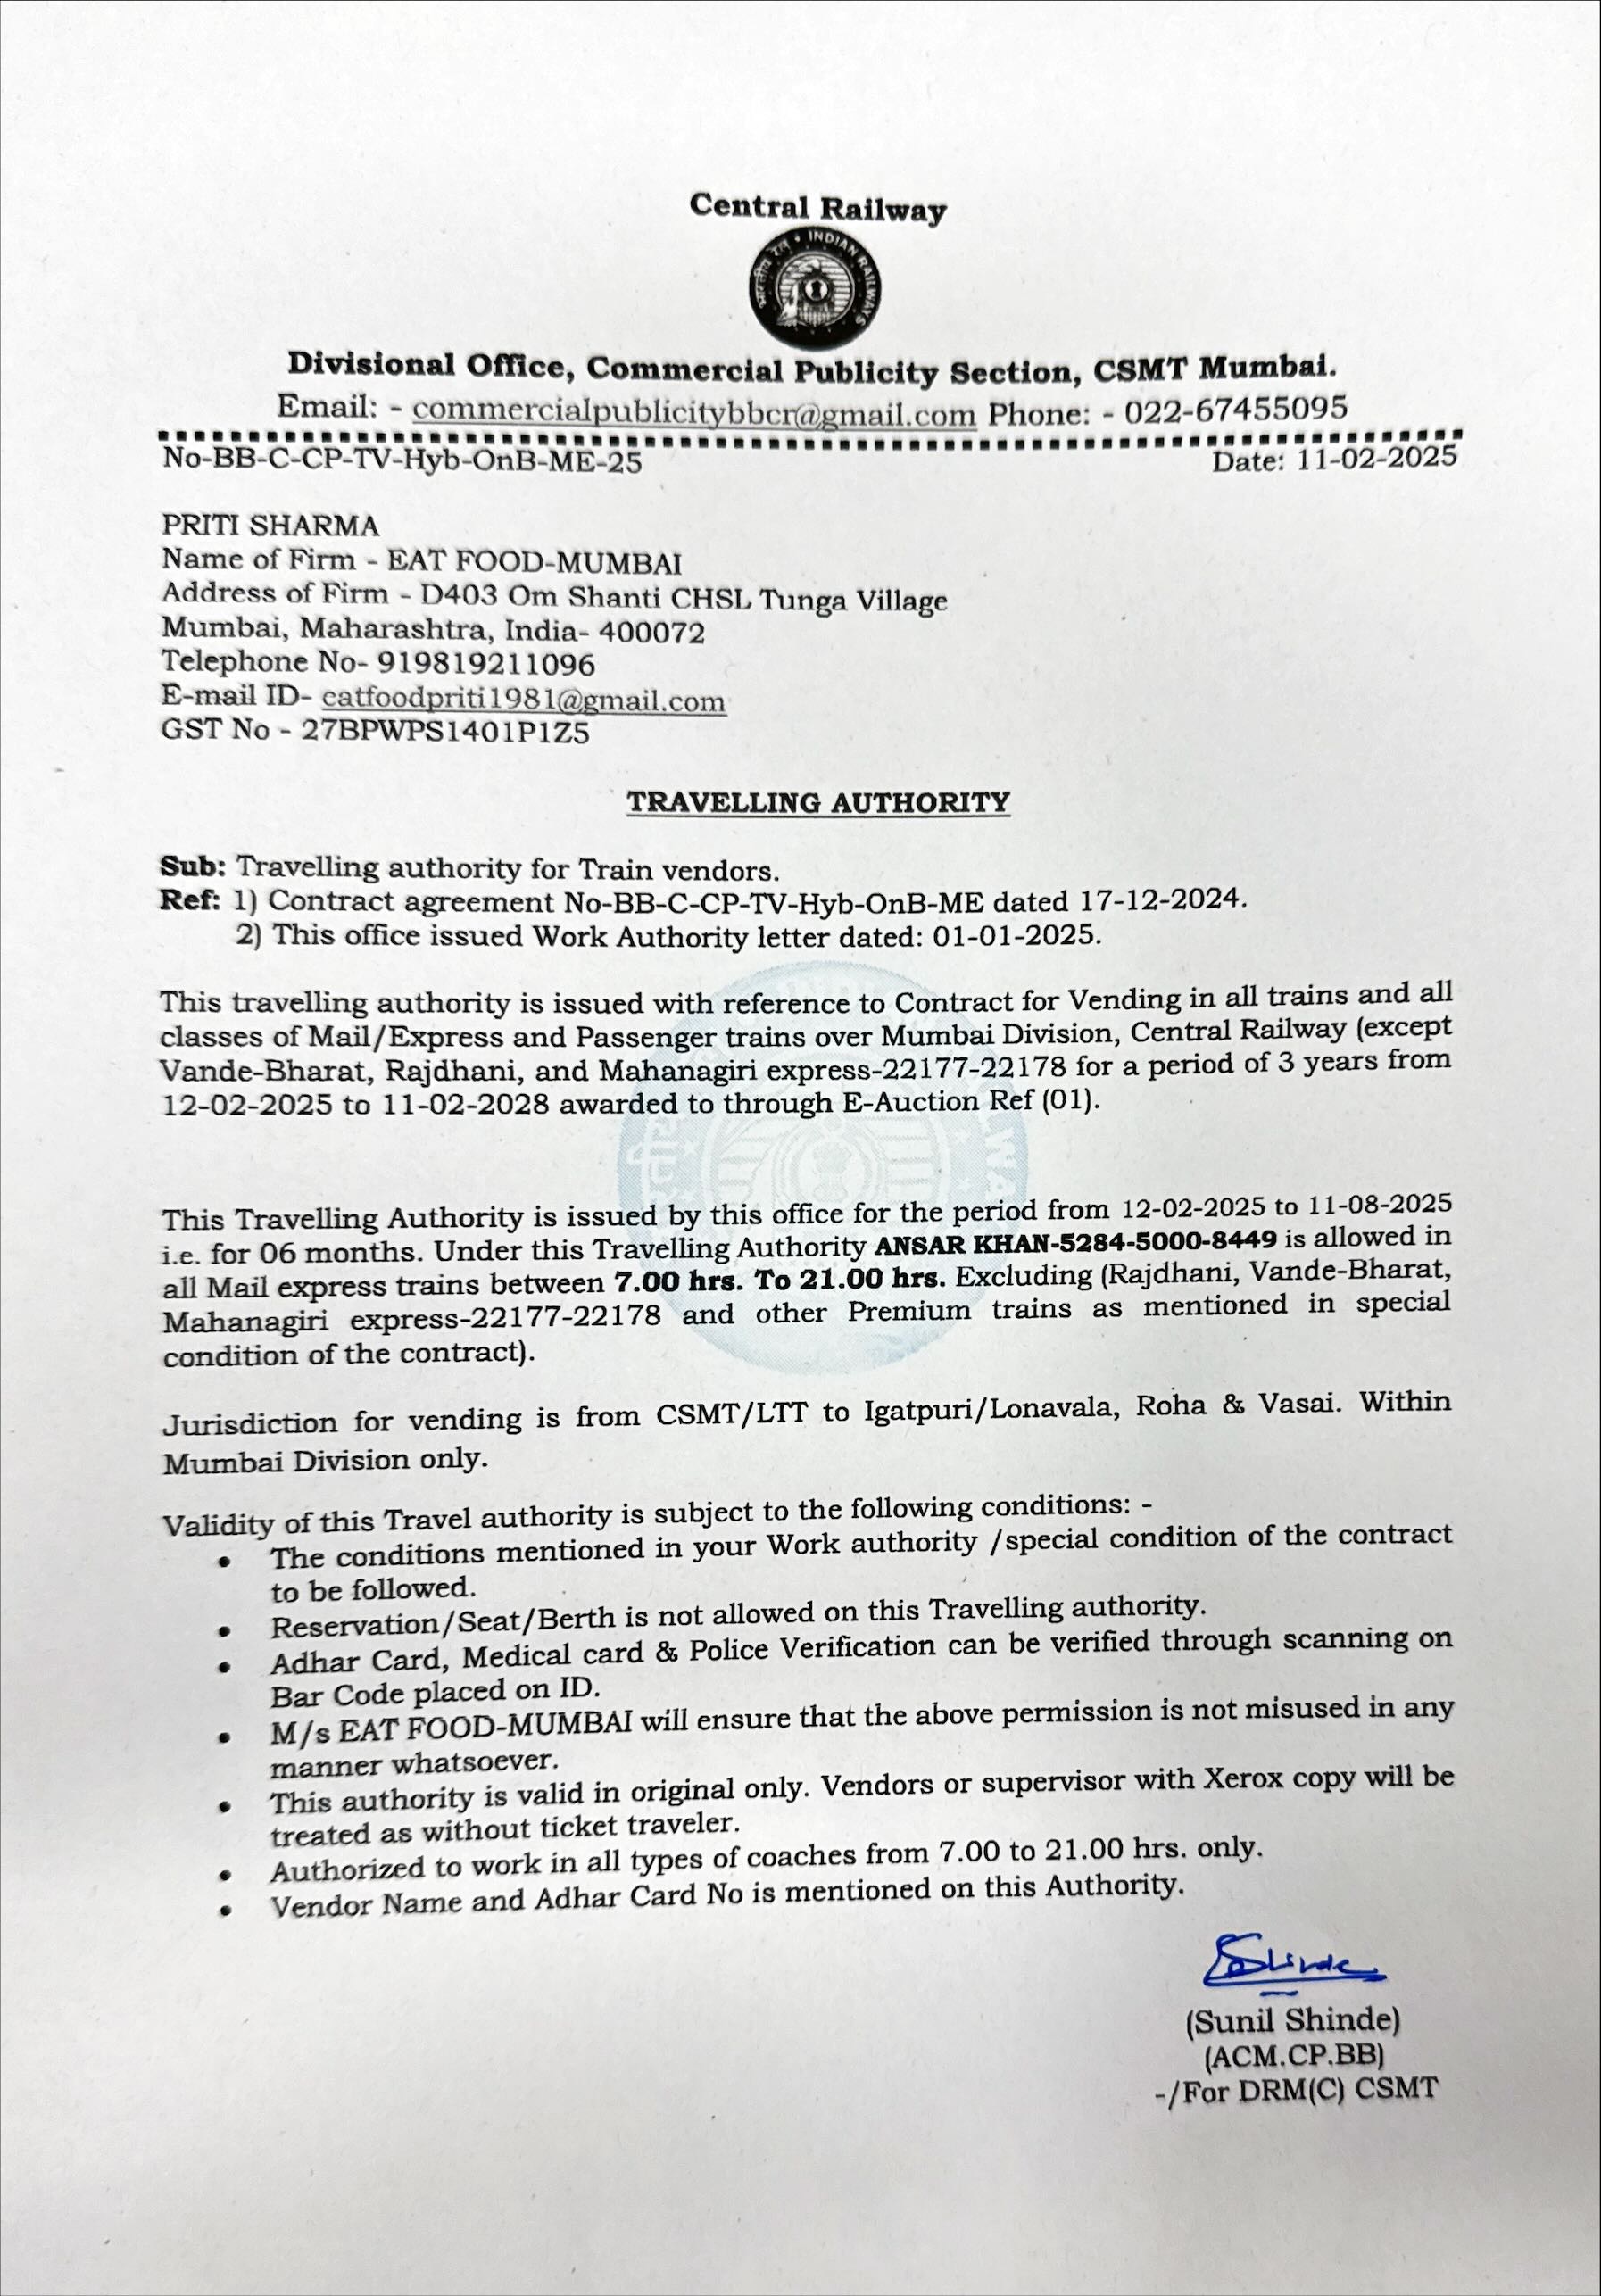 Central Railway
भारतीय रेल • INDIAN RAILWAYS
Divisional Office, Commercial Publicity Section, CSMT Mumbai.
Email: - commercialpublicitybbcr@gmail.com Phone: - 022-67455095
No-BB-C-CP-TV-Hyb-OnB-ME-25 Date: 11-02-2025
PRITI SHARMA
Name of Firm - EAT FOOD-MUMBAI
Address of Firm - D403 Om Shanti CHSL Tunga Village
Mumbai, Maharashtra, India- 400072
Telephone No- 919819211096
E-mail ID- eatfoodpriti1981@gmail.com
GST No - 27BPWPS1401P1Z5
TRAVELLING AUTHORITY
Sub: Travelling authority for Train vendors.
Ref: 1) Contract agreement No-BB-C-CP-TV-Hyb-OnB-ME dated 17-12-2024.
2) This office issued Work Authority letter dated: 01-01-2025.
This travelling authority is issued with reference to Contract for Vending in all trains and all
classes of Mail/Express and Passenger trains over Mumbai Division, Central Railway (except
Vande-Bharat, Rajdhani, and Mahanagiri express-22177-22178 for a period of 3 years from
12-02-2025 to 11-02-2028 awarded to through E-Auction Ref (01).
This Travelling Authority is issued by this office for the period from 12-02-2025 to 11-08-2025
i.e. for 06 months. Under this Travelling Authority ANSAR KHAN-5284-5000-8449 is allowed in
all Mail express trains between 7.00 hrs. To 21.00 hrs. Excluding (Rajdhani, Vande-Bharat,
Mahanagiri express-22177-22178 and other Premium trains as mentioned in special
condition of the contract).
Jurisdiction for vending is from CSMT/LTT to Igatpuri/Lonavala, Roha & Vasai. Within
Mumbai Division only.
Validity of this Travel authority is subject to the following conditions: -
• The conditions mentioned in your Work authority /special condition of the contract
to be followed.
• Reservation/Seat/Berth is not allowed on this Travelling authority.
• Adhar Card, Medical card & Police Verification can be verified through scanning on
Bar Code placed on ID.
• M/s EAT FOOD-MUMBAI will ensure that the above permission is not misused in any
manner whatsoever.
• This authority is valid in original only. Vendors or supervisor with Xerox copy will be
treated as without ticket traveler.
• Authorized to work in all types of coaches from 7.00 to 21.00 hrs. only.
• Vendor Name and Adhar Card No is mentioned on this Authority.
Shinde
(Sunil Shinde)
(ACM.CP.BB)
-/For DRM(C) CSMT